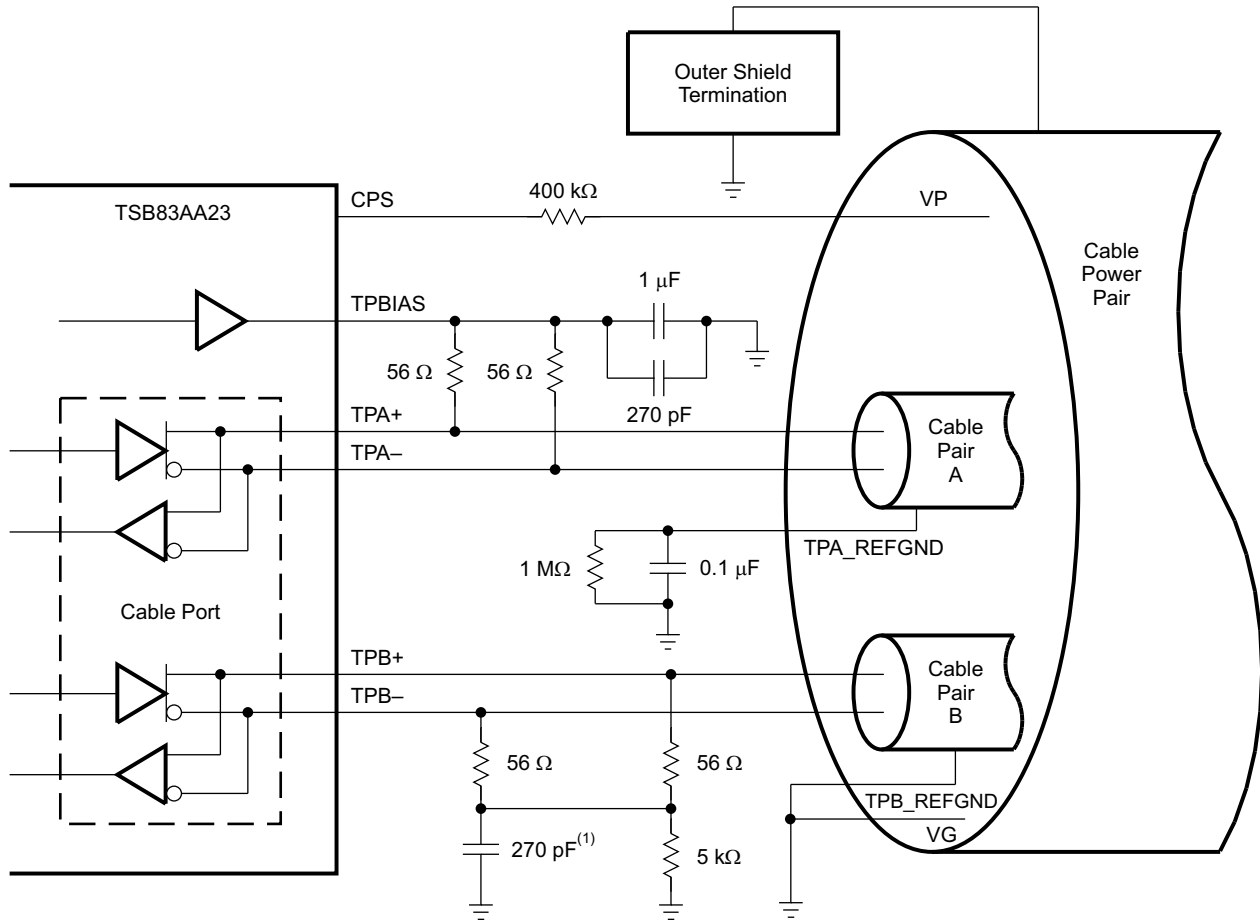 Outer Shield
Termination
TSB83AA23
CPS
400 kΩ
VP
Cable
Power
Pair
TPBIAS
1 μF
56 Ω
56 Ω
270 pF
TPA+
TPA–
Cable
Pair
A
TPA_REFGND
1 MΩ
0.1 μF
Cable Port
TPB+
TPB–
Cable
Pair
B
56 Ω
56 Ω
TPB_REFGND
VG
270 pF(1)
5 kΩ